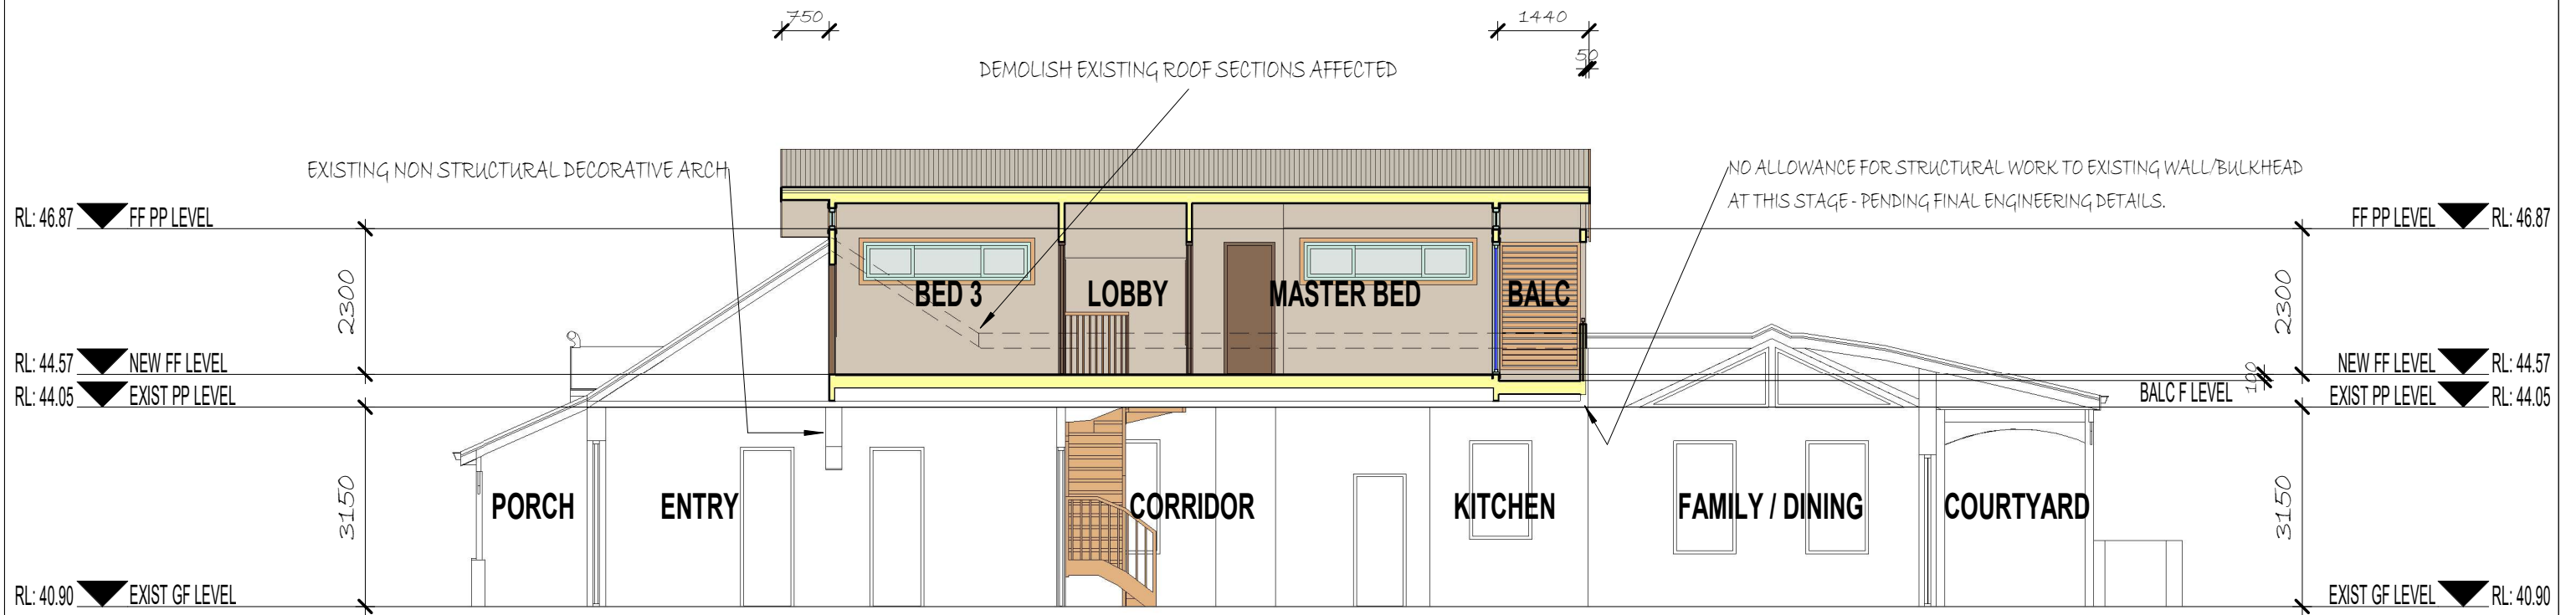 750
1440
50
DEMOLISH EXISTING ROOF SECTIONS AFFECTED
EXISTING NON STRUCTURAL DECORATIVE ARCH
NO ALLOWANCE FOR STRUCTURAL WORK TO EXISTING WALL/BULKHEAD
AT THIS STAGE - PENDING FINAL ENGINEERING DETAILS.
RL: 46.87 FF PP LEVEL
FF PP LEVEL RL: 46.87
2300
BED 3
LOBBY
MASTER BED
BALC
2300
RL: 44.57 NEW FF LEVEL
NEW FF LEVEL RL: 44.57
100
RL: 44.05 EXIST PP LEVEL
BALC F LEVEL
EXIST PP LEVEL RL: 44.05
3150
PORCH
ENTRY
CORRIDOR
KITCHEN
FAMILY / DINING
COURTYARD
3150
RL: 40.90 EXIST GF LEVEL
EXIST GF LEVEL RL: 40.90